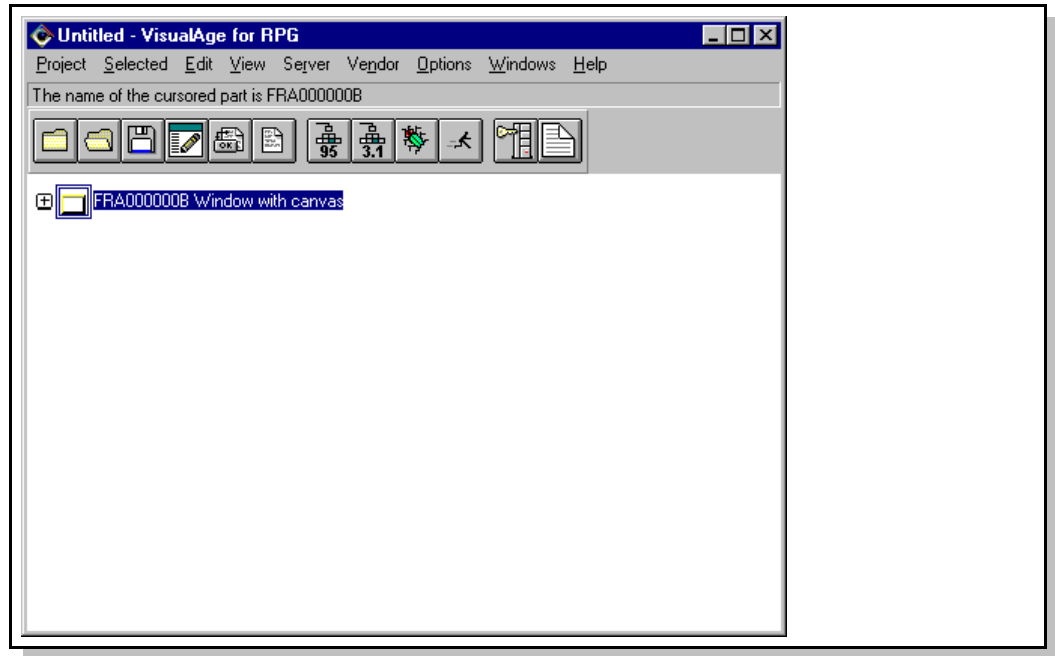 Untitled - VisualAge for RPG
Project Selected Edit View Server Vendor Options Windows Help
The name of the cursored part is FRA000000B
OK 95 3.1
FRA000000B Window with canvas